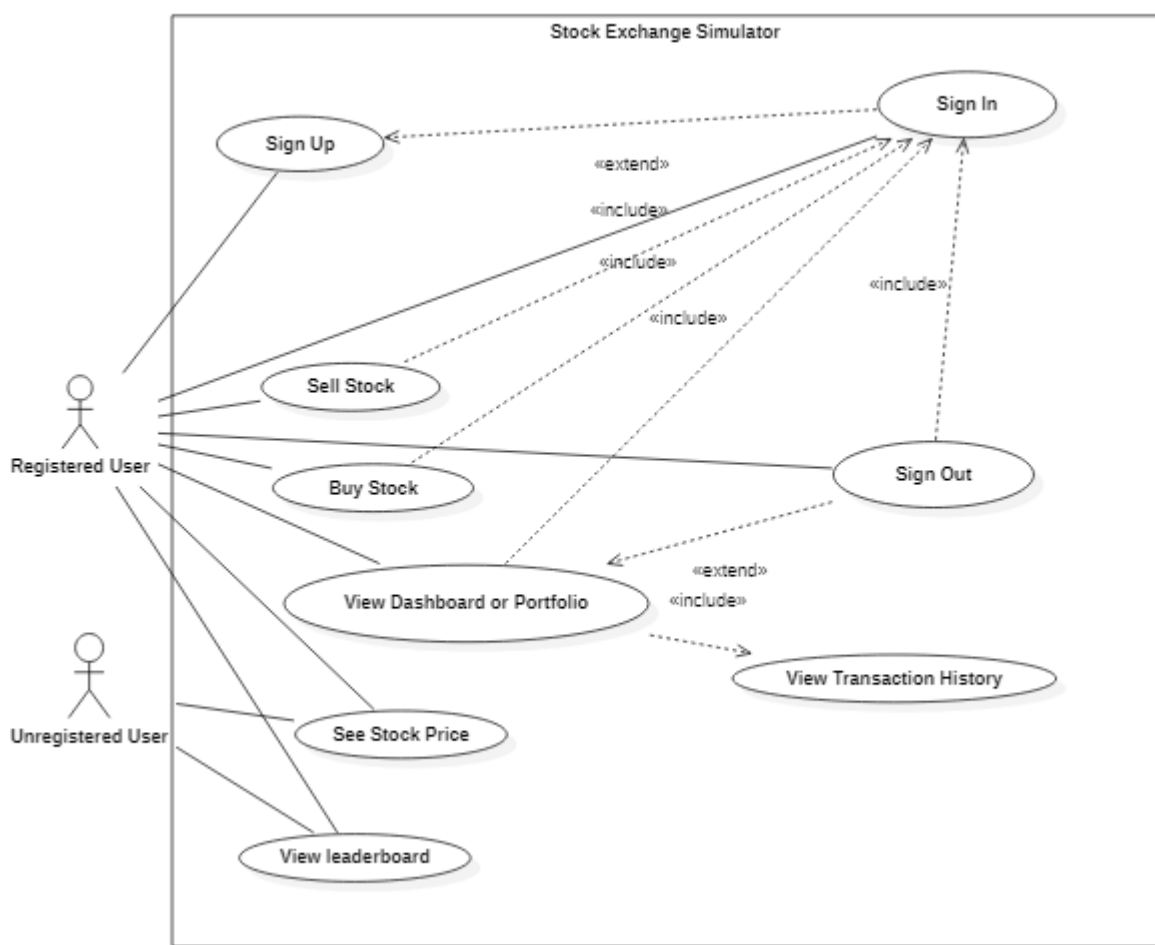 Stock Exchange Simulator
Sign In
Sign Up
«extend»
«include»
«include»
«include»
«include»
Sell Stock
Registered User
Buy Stock
Sign Out
«extend»
«include»
View Dashboard or Portfolio
View Transaction History
Unregistered User
See Stock Price
View leaderboard